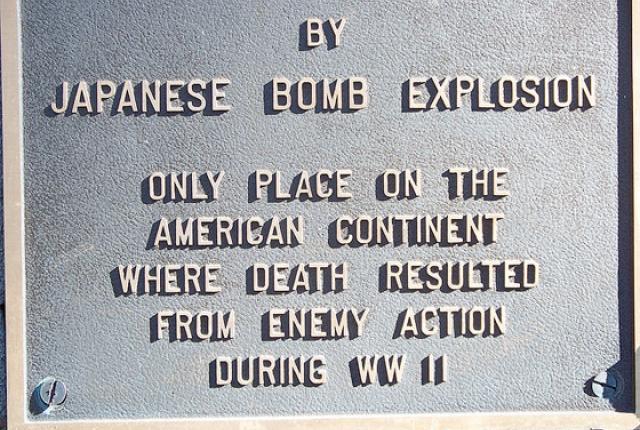 BY
JAPANESE BOMB EXPLOSION
ONLY PLACE ON THE
AMERICAN CONTINENT
WHERE DEATH RESULTED
FROM ENEMY ACTION
DURING WW II